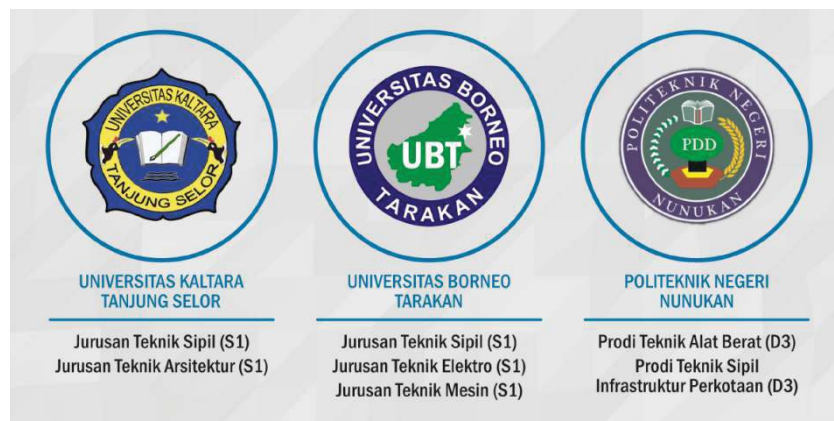 UNIVERSITAS KALTARA
TANJUNG SELOR
UNIVERSITAS KALTARA
TANJUNG SELOR
Jurusan Teknik Sipil (S1)
Jurusan Teknik Arsitektur (S1)
UNIVERSITAS BORNEO
UBT
TARAKAN
UNIVERSITAS BORNEO
TARAKAN
Jurusan Teknik Sipil (S1)
Jurusan Teknik Elektro (S1)
Jurusan Teknik Mesin (S1)
POLITEKNIK NEGERI
PDD
NUNUKAN
POLITEKNIK NEGERI
NUNUKAN
Prodi Teknik Alat Berat (D3)
Prodi Teknik Sipil
Infrastruktur Perkotaan (D3)